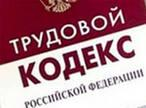 ТРУДОВОЙ
КОДЕКС
РОССИЙСКОЙ ФЕДЕРАЦИИ